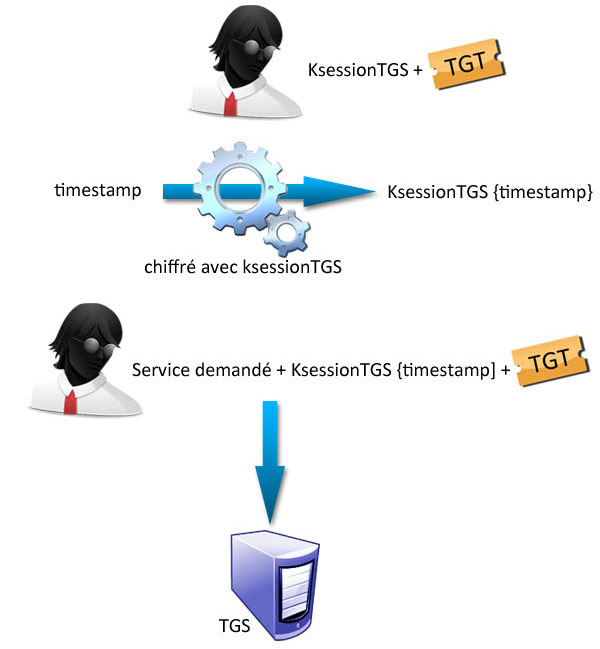 KsessionTGS + TGT
timestamp
KsessionTGS {timestamp}
chiffré avec ksessionTGS
Service demandé + KsessionTGS {timestamp] + TGT
TGS